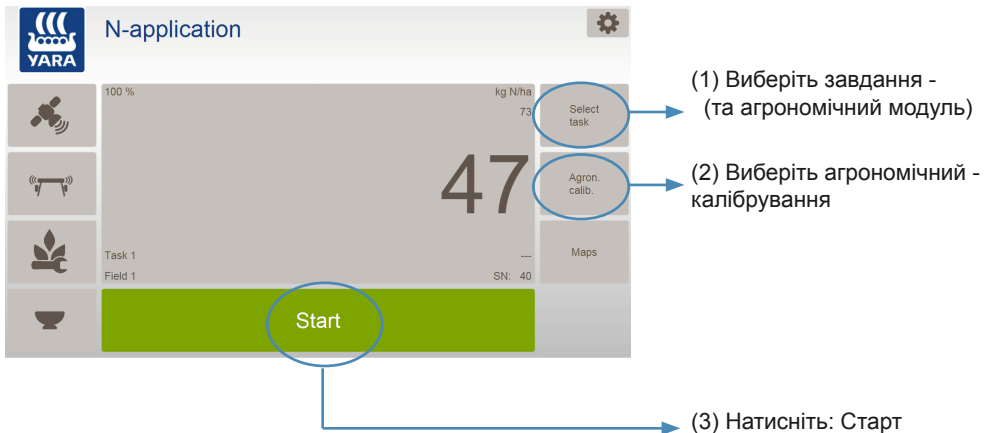 YARA
N-application
100 %
kg N/ha
73
47
Task 1
---
Field 1
SN: 40
Select
task
Agron.
calib.
Maps
Start
(1) Виберіть завдання -
(та агрономічний модуль)
(2) Виберіть агрономічний -
калібрування
(3) Натисніть: Старт